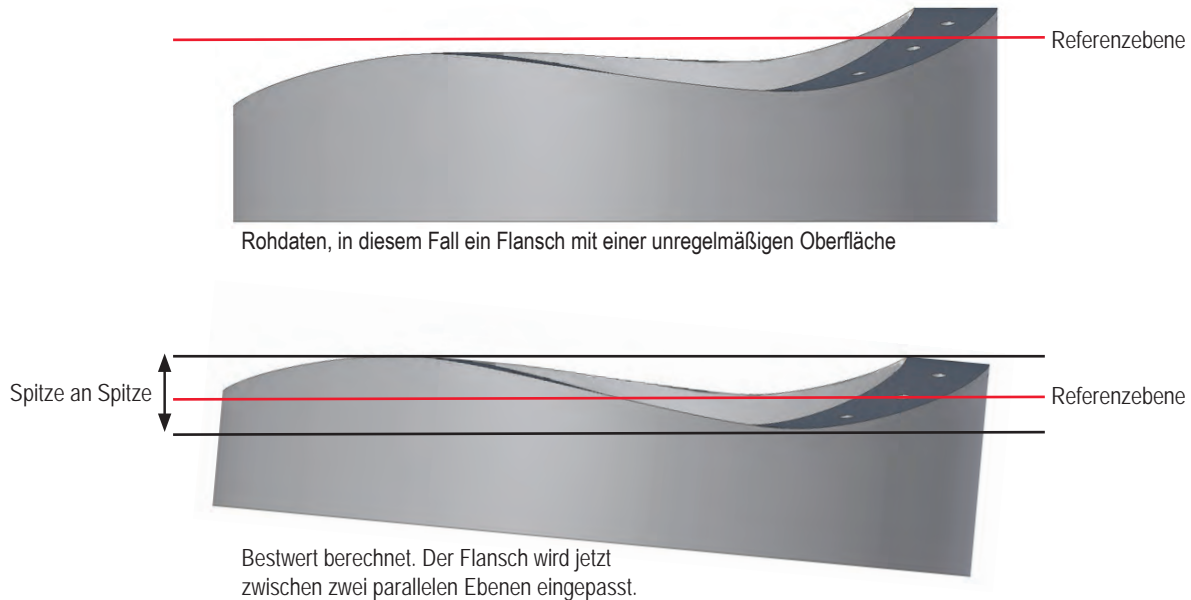 Referenzebene
Rohdaten, in diesem Fall ein Flansch mit einer unregelmäßigen Oberfläche
Spitze an Spitze
Referenzebene
Bestwert berechnet. Der Flansch wird jetzt
zwischen zwei parallelen Ebenen eingepasst.